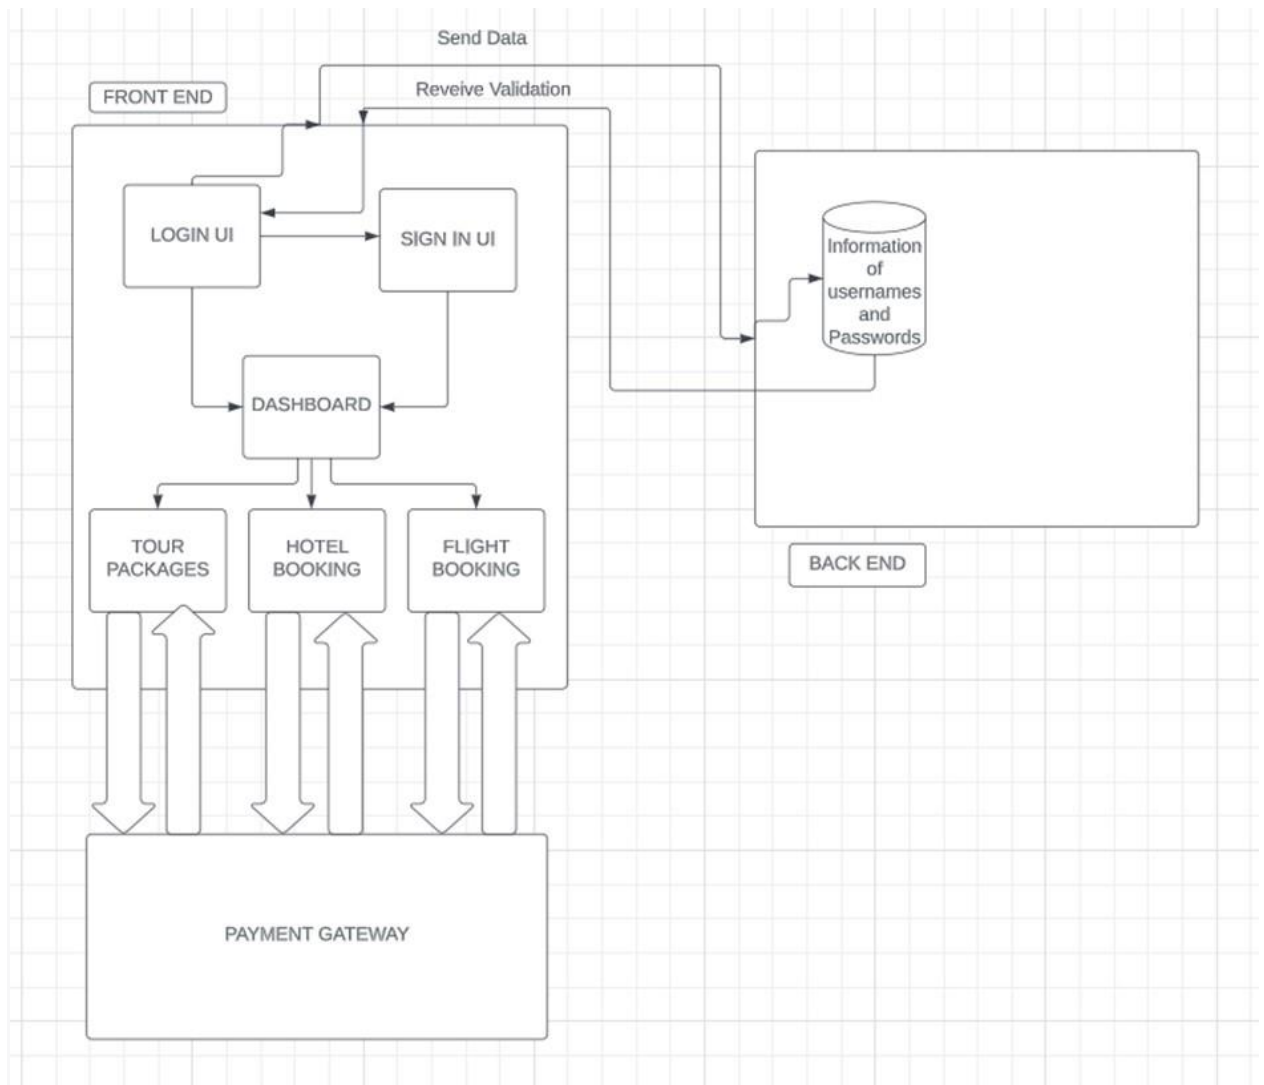 Send Data
Reveive Validation
FRONT END
LOGIN UI
SIGN IN UI
Information
of
usernames
and
Passwords
DASHBOARD
TOUR
PACKAGES
HOTEL
BOOKING
FLIGHT
BOOKING
BACK END
PAYMENT GATEWAY